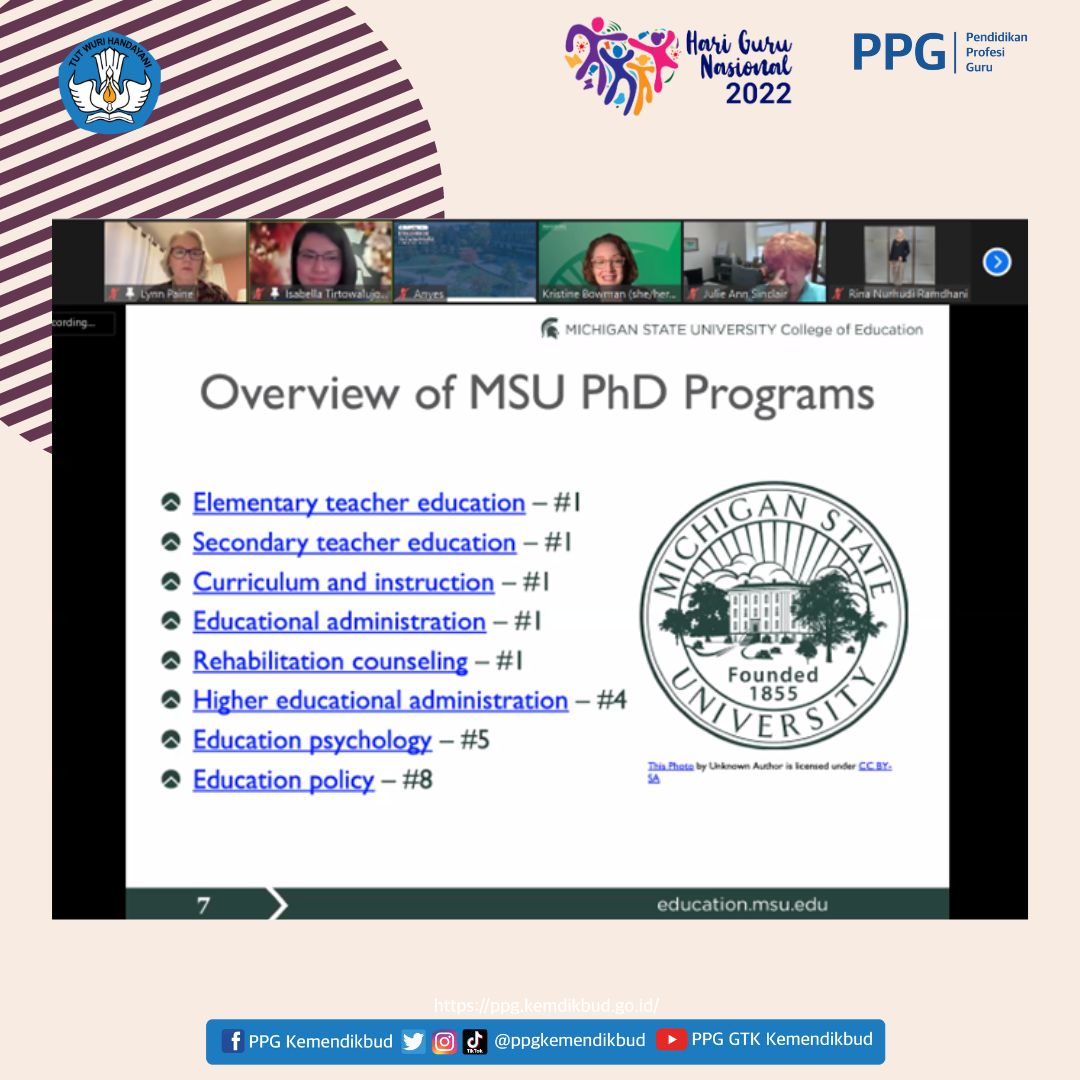 TUT WURI HANDAYANI
Hari Guru
Nasional
2022
PPG
Pendidikan
Profesi
Guru
Lynn Paine
Isabella Tirtowalujo...
Anyes
Kristine Bowman (she/her...
Julie Ann Sinclair
Rina Nurhudi Ramdhani
cording...
MICHIGAN STATE UNIVERSITY College of Education
Overview of MSU PhD Programs
Elementary teacher education – #1
Secondary teacher education – #1
Curriculum and instruction – #1
Educational administration – #1
Rehabilitation counseling – #1
Higher educational administration – #4
Education psychology – #5
Education policy – #8
MICHIGAN STATE
UNIVERSITY
Founded
1855
This Photo by Unknown Author is licensed under CC BY-
SA
7
education.msu.edu
https://ppg.kemdikbud.go.id/
PPG Kemendikbud
TikTok
@ppgkemendikbud
PPG GTK Kemendikbud